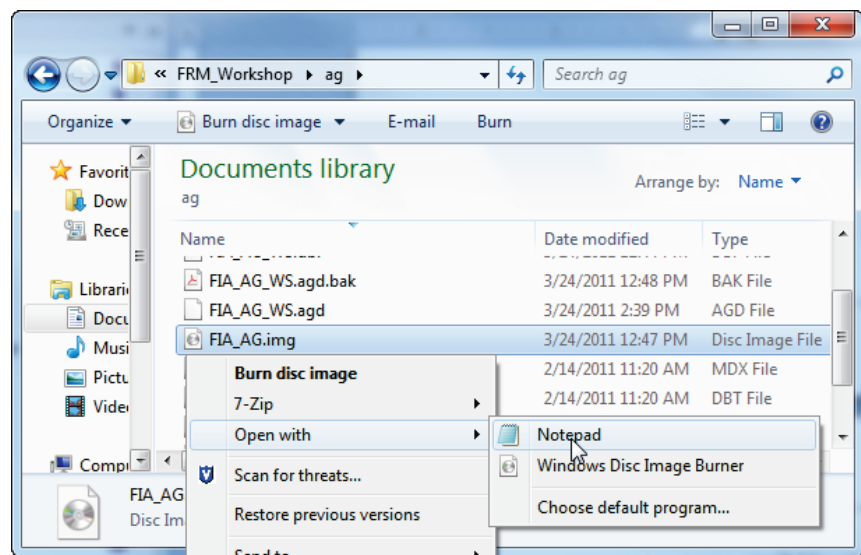 « FRM_Workshop ▸ ag ▸ Search ag
Organize ▾ Burn disc image ▾ E-mail Burn
Favorit
Dow
Rece
Librari
Docu
Musi
Pictu
Vide
Comp
Documents library
ag
Arrange by: Name ▾
Name Date modified Type
FIA_AG_WS.agd.bak 3/24/2011 12:48 PM BAK File
FIA_AG_WS.agd 3/24/2011 2:39 PM AGD File
FIA_AG.img 3/24/2011 12:47 PM Disc Image File
2/14/2011 11:20 AM MDX File
2/14/2011 11:20 AM DBT File
Burn disc image
7-Zip
Open with
Scan for threats...
Restore previous versions
Send to
Notepad
Windows Disc Image Burner
Choose default program...
FIA_AG
Disc Im